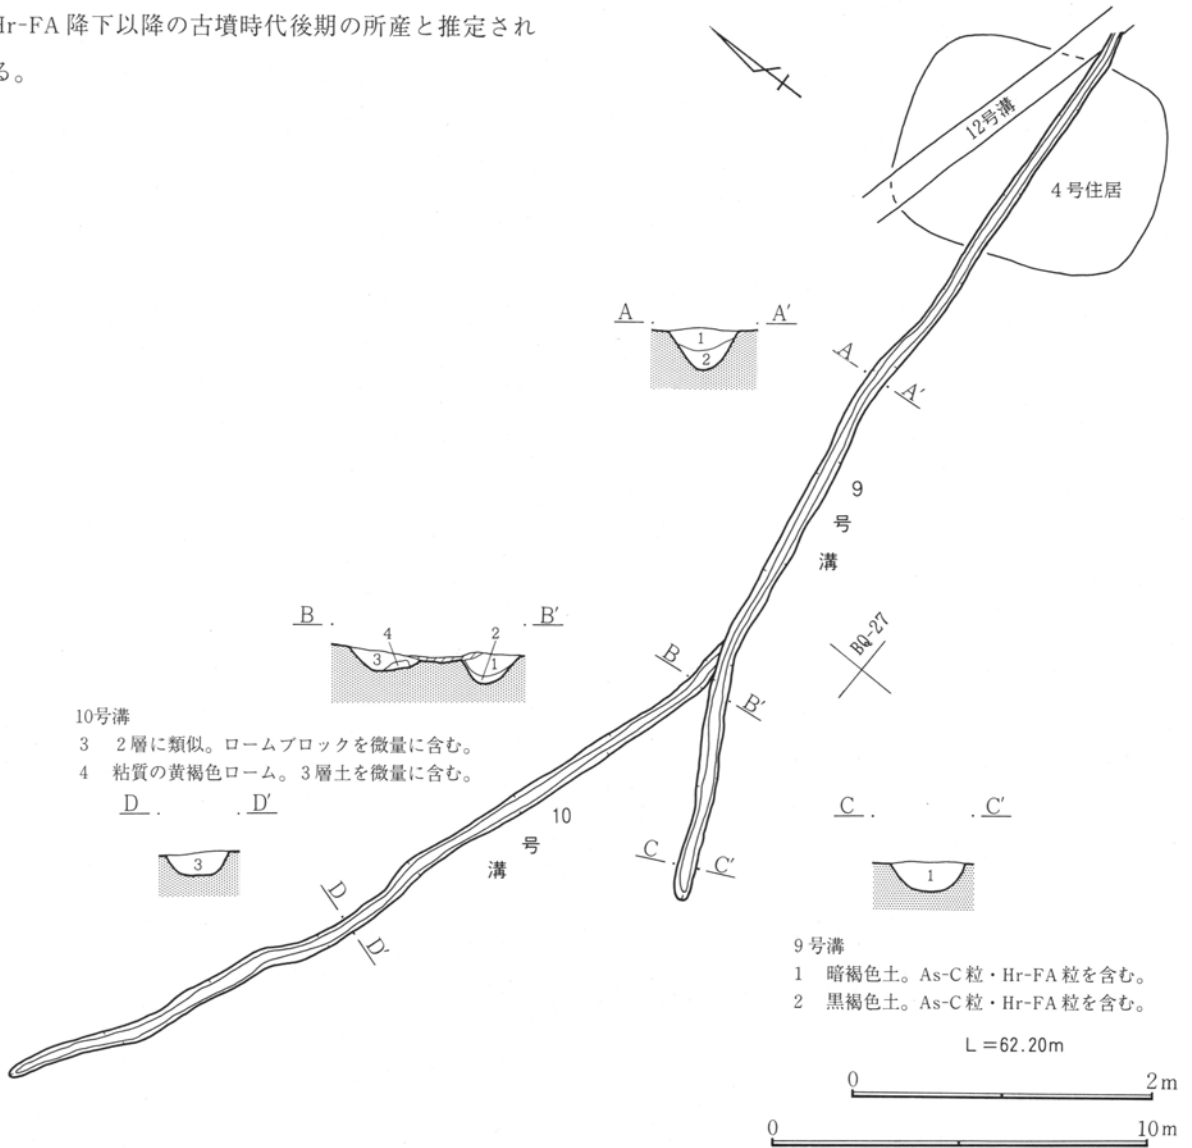 Hr-FA 降下以降の古墳時代後期の所産と推定され
る。
12号溝
4号住居
A A′
1
2
A
A′
9号溝
BQ-27
B B′
4 2
3 1
B
B′
10号溝
3 2層に類似。ロームブロックを微量に含む。
4 粘質の黄褐色ローム。3層土を微量に含む。
D D′
3
10号溝
D
D′
C
C′
C C′
1
9号溝
1 暗褐色土。As-C粒・Hr-FA粒を含む。
2 黒褐色土。As-C粒・Hr-FA粒を含む。
L=62.20m
0 2m
0 10m